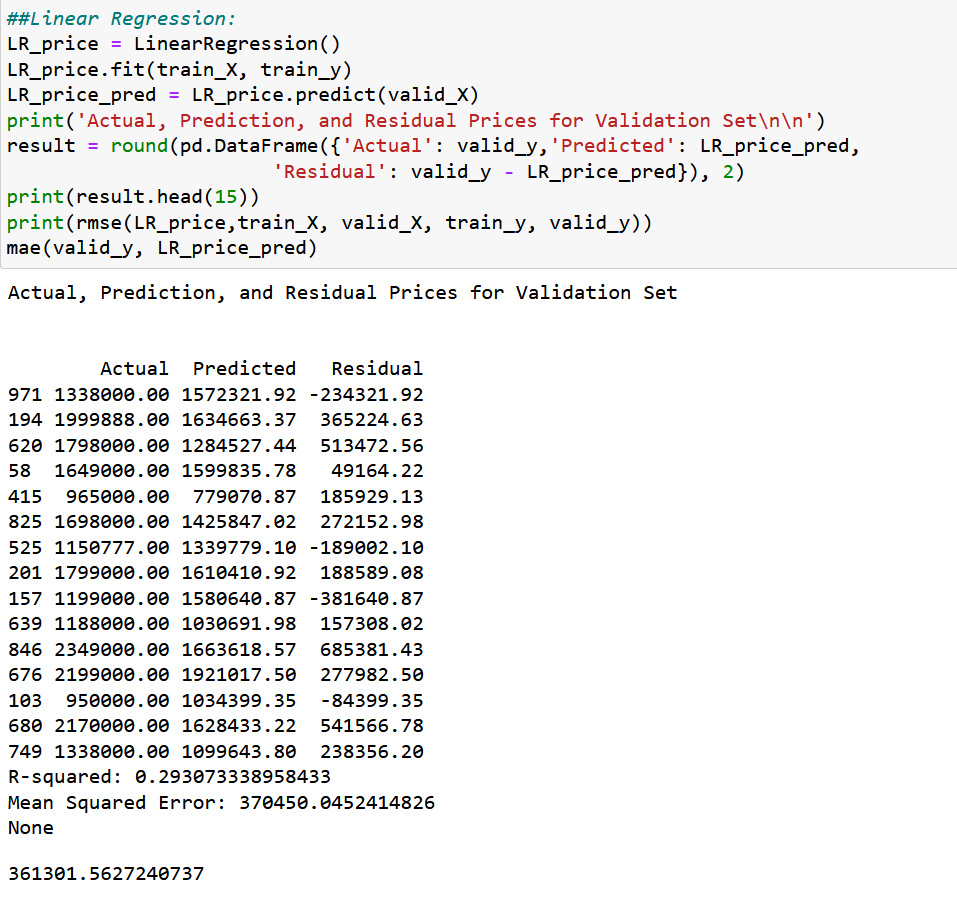 ##Linear Regression:
LR_price = LinearRegression()
LR_price.fit(train_X, train_y)
LR_price_pred = LR_price.predict(valid_X)
print('Actual, Prediction, and Residual Prices for Validation Set\n\n')
result = round(pd.DataFrame({'Actual': valid_y,'Predicted': LR_price_pred,
                       'Residual': valid_y - LR_price_pred}), 2)
print(result.head(15))
print(rmse(LR_price,train_X, valid_X, train_y, valid_y))
mae(valid_y, LR_price_pred)
Actual, Prediction, and Residual Prices for Validation Set
        Actual  Predicted   Residual
971 1338000.00 1572321.92 -234321.92
194 1999888.00 1634663.37  365224.63
620 1798000.00 1284527.44  513472.56
58  1649000.00 1599835.78   49164.22
415  965000.00  779070.87  185929.13
825 1698000.00 1425847.02  272152.98
525 1150777.00 1339779.10 -189002.10
201 1799000.00 1610410.92  188589.08
157 1199000.00 1580640.87 -381640.87
639 1188000.00 1030691.98  157308.02
846 2349000.00 1663618.57  685381.43
676 2199000.00 1921017.50  277982.50
103  950000.00 1034399.35  -84399.35
680 2170000.00 1628433.22  541566.78
749 1338000.00 1099643.80  238356.20
R-squared: 0.293073338958433
Mean Squared Error: 370450.0452414826
None
361301.5627240737